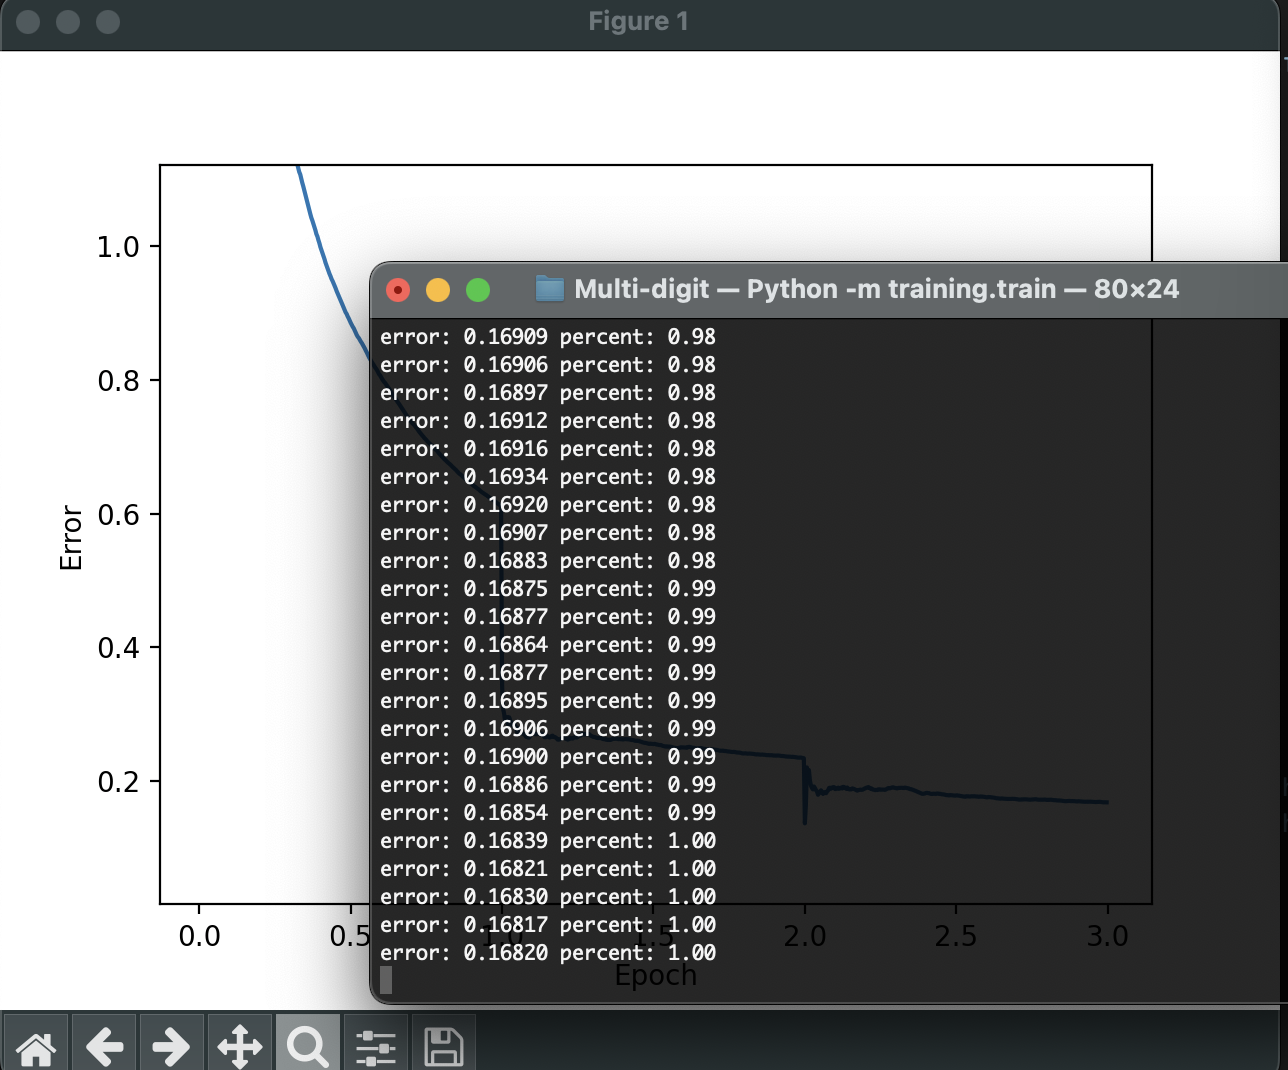 Figure 1
1.0
0.8
0.6
0.4
0.2
Error
Multi-digit — Python -m training.train — 80×24
error: 0.16909 percent: 0.98
error: 0.16906 percent: 0.98
error: 0.16897 percent: 0.98
error: 0.16912 percent: 0.98
error: 0.16916 percent: 0.98
error: 0.16934 percent: 0.98
error: 0.16920 percent: 0.98
error: 0.16907 percent: 0.98
error: 0.16883 percent: 0.98
error: 0.16875 percent: 0.99
error: 0.16877 percent: 0.99
error: 0.16864 percent: 0.99
error: 0.16877 percent: 0.99
error: 0.16895 percent: 0.99
error: 0.16906 percent: 0.99
error: 0.16900 percent: 0.99
error: 0.16886 percent: 0.99
error: 0.16854 percent: 0.99
error: 0.16839 percent: 1.00
error: 0.16821 percent: 1.00
error: 0.16830 percent: 1.00
error: 0.16817 percent: 1.00
error: 0.16820 percent: 1.00
0.0 0.5 1.0 1.5 2.0 2.5 3.0
Epoch